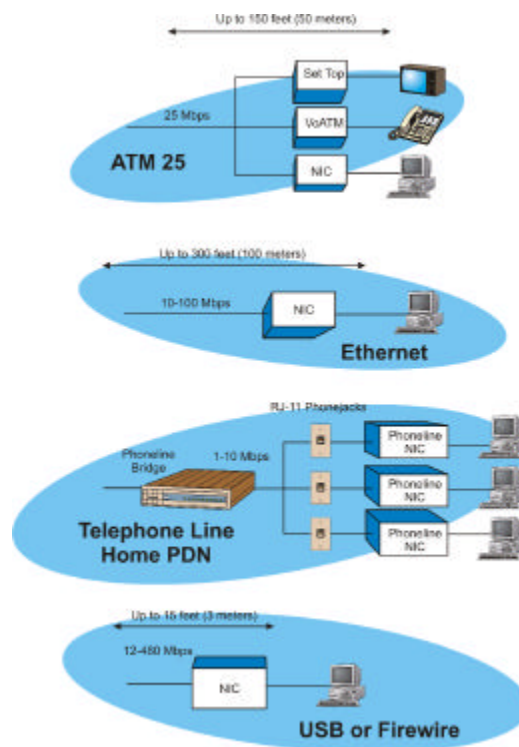 Up to 150 feet (50 meters)
Set Top
25 Mbps
VoATM
ATM 25
NIC
Up to 300 feet (100 meters)
10-100 Mbps
NIC
Ethernet
RJ-11 Phonejacks
Phoneline
Bridge
1-10 Mbps
Phoneline
NIC
Phoneline
NIC
Phoneline
NIC
Telephone Line
Home PDN
Up to 15 feet (3 meters)
12-480 Mbps
NIC
USB or Firewire